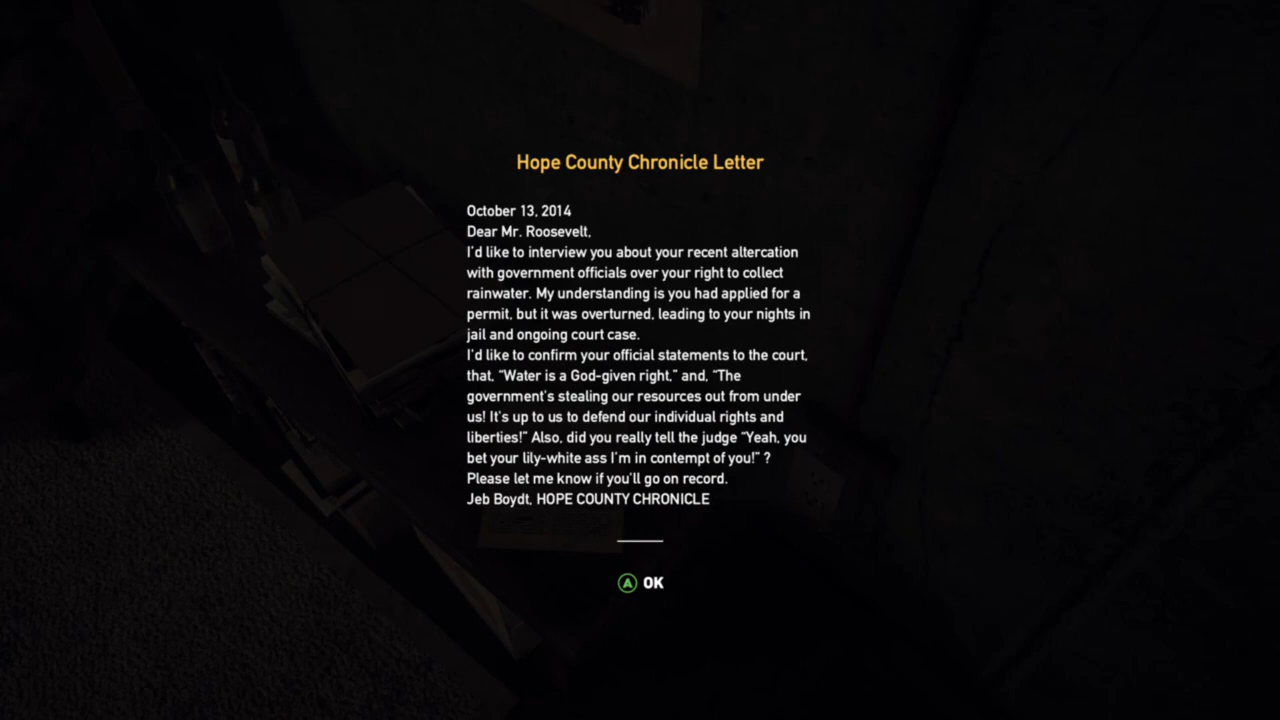 Hope County Chronicle Letter
October 13, 2014
Dear Mr. Roosevelt,
I'd like to interview you about your recent altercation
with government officials over your right to collect
rainwater. My understanding is you had applied for a
permit, but it was overturned, leading to your nights in
jail and ongoing court case.
I'd like to confirm your official statements to the court,
that, "Water is a God-given right," and, "The
government's stealing our resources out from under
us! It's up to us to defend our individual rights and
liberties!" Also, did you really tell the judge "Yeah, you
bet your lily-white ass I'm in contempt of you!" ?
Please let me know if you'll go on record.
Jeb Boydt, HOPE COUNTY CHRONICLE
A OK